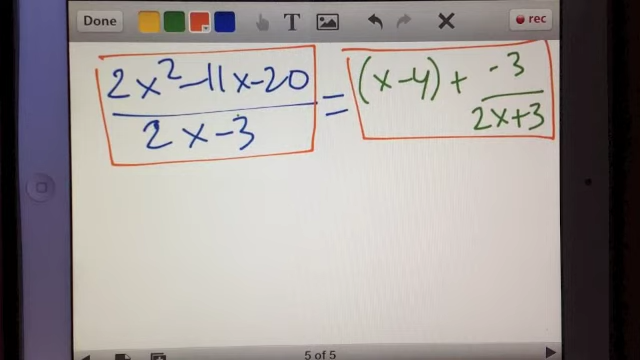 Done T rec
2x² - 11x - 20 / 2x - 3 = (x - 4) + -3 / 2x + 3
5 of 5